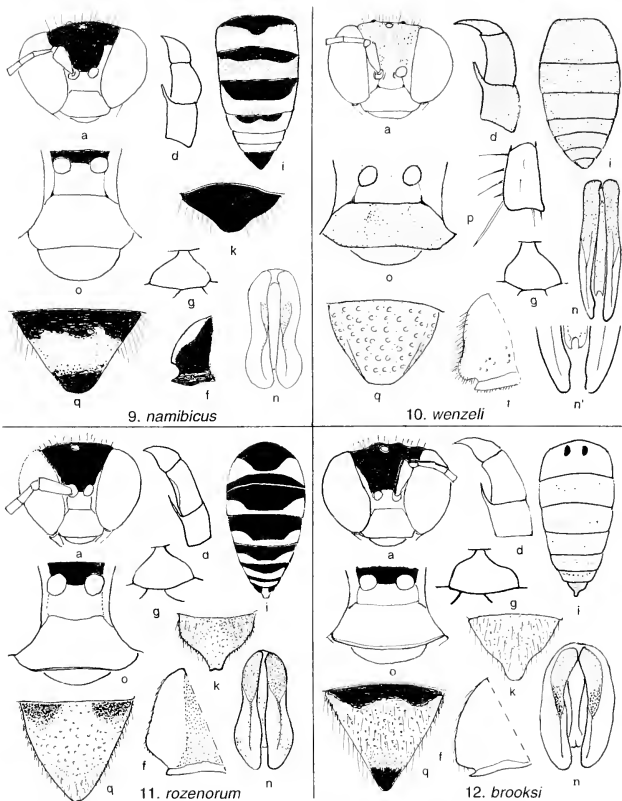 a
d
i
o
k
g
q
f
n
9. namibicus
a
d
i
p
o
g
n
q
f
n'
10. wenzeli
a
d
i
g
o
k
q
f
n
11. rozenorum
a
d
i
g
o
k
q
f
n
12. brooksi